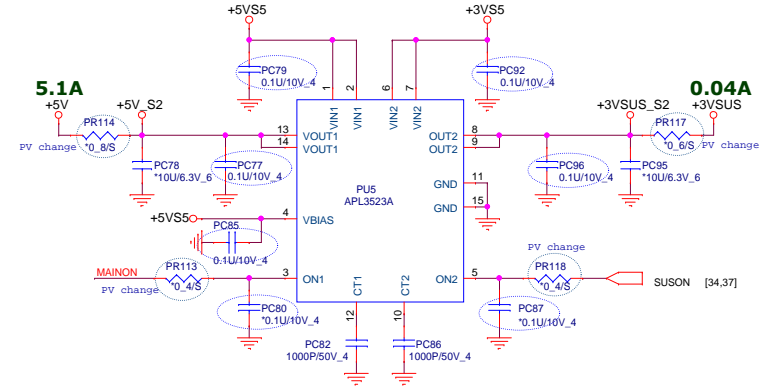 +5VS5
+3VS5
PC79
0.1U/10V_4
PC92
0.1U/10V_4
5.1A
+5V
+5V_S2
PR114
*0_8/S
PV change
PC78
*10U/6.3V_6
PC77
0.1U/10V_4
1
2
6
7
VIN1
VIN1
VIN2
VIN2
13
14
VOUT1
VOUT1
OUT2
OUT2
8
9
0.04A
+3VSUS_S2
+3VSUS
PR117
*0_6/S
PV change
PC96
0.1U/10V_4
PC95
*10U/6.3V_6
PU5
APL3523A
GND
11
GND
15
+5VS5
4
VBIAS
PC85
0.1U/10V_4
MAINON
PR113
*0_4/S
PV change
3
ON1
PC80
*0.1U/10V_4
CT1
CT2
12
10
PC82
1000P/50V_4
PC86
1000P/50V_4
ON2
5
PV change
PR118
*0_4/S
SUSON [34,37]
PC87
*0.1U/10V_4